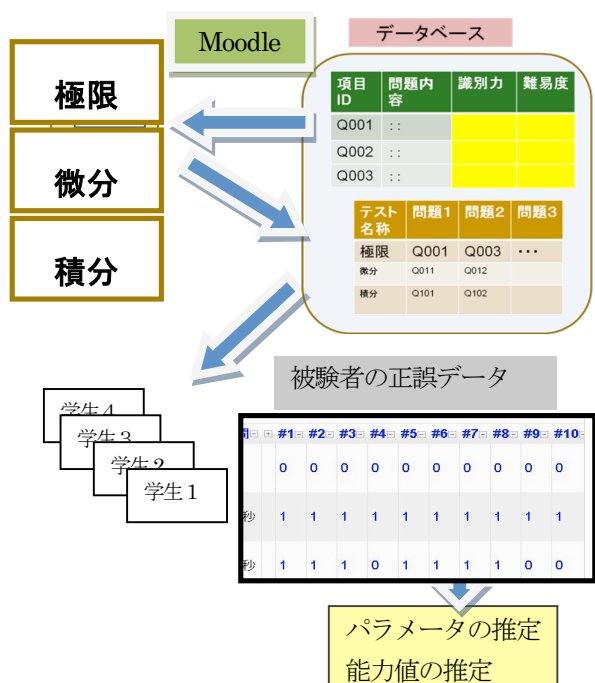 Moodle
データベース
極限
微分
積分
項目ID 問題内容 識別力 難易度
Q001 ::
Q002 ::
Q003 ::
テスト名称 問題1 問題2 問題3
極限 Q001 Q003 ･･･
微分 Q011 Q012
積分 Q101 Q102
被験者の正誤データ
学生4
学生3
学生2
学生1
#1 #2 #3 #4 #5 #6 #7 #8 #9 #10
0 0 0 0 0 0 0 0 0 0
秒 1 1 1 1 1 1 1 1 1 1
秒 1 1 1 0 1 1 1 1 0 0
パラメータの推定
能力値の推定